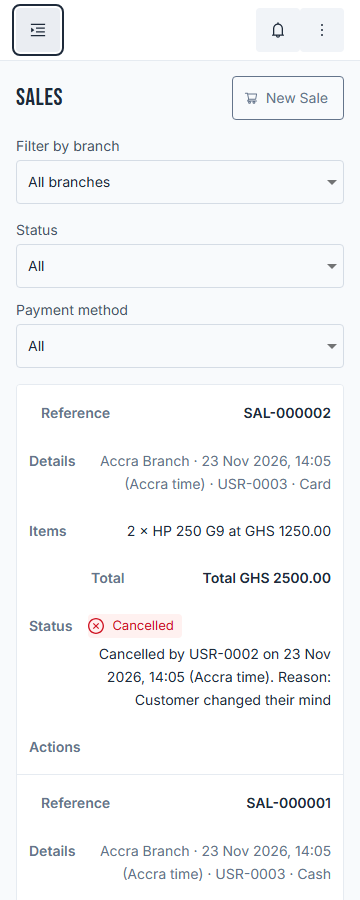 SALES
New Sale
Filter by branch
All branches
Status
All
Payment method
All
Reference SAL-000002
Details Accra Branch · 23 Nov 2026, 14:05
(Accra time) · USR-0003 · Card
Items 2 × HP 250 G9 at GHS 1250.00
Total Total GHS 2500.00
Status Cancelled
Cancelled by USR-0002 on 23 Nov
2026, 14:05 (Accra time). Reason:
Customer changed their mind
Actions
Reference SAL-000001
Details Accra Branch · 23 Nov 2026, 14:05
(Accra time) · USR-0003 · Cash